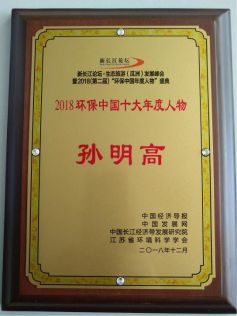 新长江论坛
新长江论坛·生态旅游（瓜洲）发展峰会
暨2018(第二届)“环保中国年度人物”盛典
2018环保中国十大年度人物
孙明高
中国经济导报
中国发展网
中国长江经济带发展研究院
江苏省环境科学学会
二〇一八年十二月